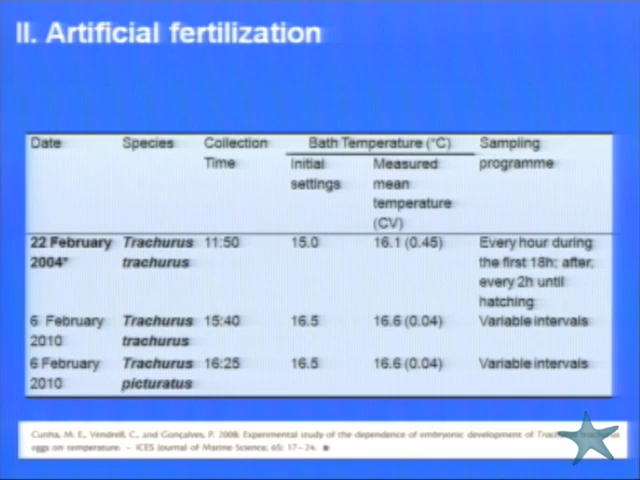 II. Artificial fertilization
Date Species Collection Bath Temperature (°C) Sampling
Time Initial Measured programme
settings mean
temperature
(CV)
22 February Trachurus 11:50 15.0 16.1 (0.45) Every hour during
2004* trachurus the first 18h; after,
every 2h until
hatching
6 February Trachurus 15:40 16.5 16.6 (0.04) Variable intervals
2010 trachurus
6 February Trachurus 16:25 16.5 16.6 (0.04) Variable intervals
2010 picturatus
Cunha, M. E., Vendrell, C., and Gonçalves, P. 2008. Experimental study of the dependence of embryonic development of Trachurus trachurus
eggs on temperature. – ICES Journal of Marine Science, 65: 17–24.